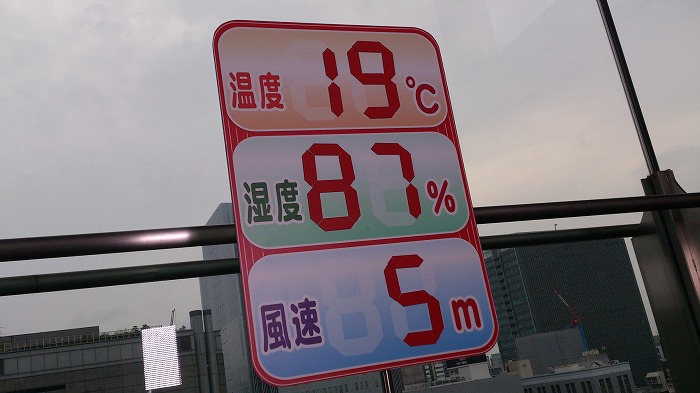 温度 19℃
湿度 87%
風速 5m